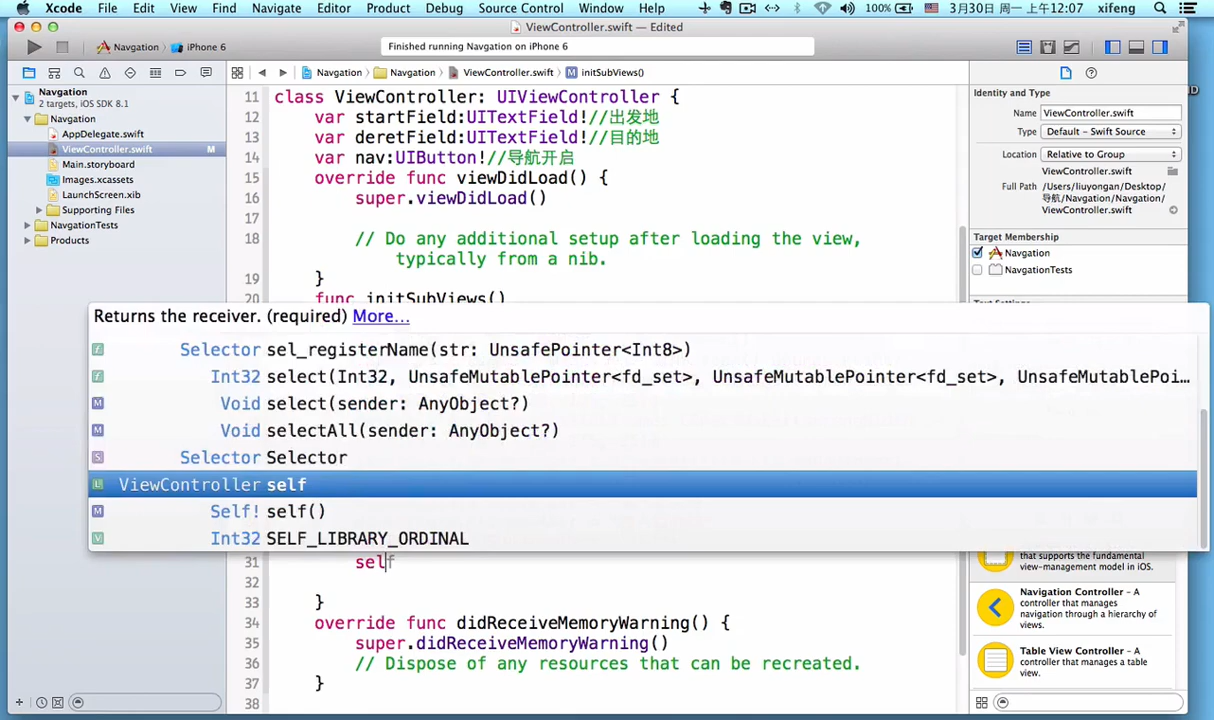 Xcode File Edit View Find Navigate Editor Product Debug Source Control Window Help 100% 3月30日 周一 上午12:07 xifeng
ViewController.swift — Edited
Navgation iPhone 6 Finished running Navgation on iPhone 6
Navgation Navgation ViewController.swift initSubViews()
Navgation
2 targets, iOS SDK 8.1
Navgation
AppDelegate.swift
ViewController.swift M
Main.storyboard
Images.xcassets
LaunchScreen.xib
Supporting Files
NavgationTests
Products
11 class ViewController: UIViewController {
12 var startField:UITextField!//出发地
13 var deretField:UITextField!//目的地
14 var nav:UIButton!//导航开启
15 override func viewDidLoad() {
16 super.viewDidLoad()
17
18 // Do any additional setup after loading the view,
typically from a nib.
19 }
20 func initSubViews()
Returns the receiver. (required) More...
Selector sel_registerName(str: UnsafePointer<Int8>)
Int32 select(Int32, UnsafeMutablePointer<fd_set>, UnsafeMutablePointer<fd_set>, UnsafeMutablePoi...
Void select(sender: AnyObject?)
Void selectAll(sender: AnyObject?)
Selector Selector
ViewController self
Self! self()
Int32 SELF_LIBRARY_ORDINAL
31 self
32
33 }
34 override func didReceiveMemoryWarning() {
35 super.didReceiveMemoryWarning()
36 // Dispose of any resources that can be recreated.
37 }
38
Identity and Type
Name ViewController.swift
Type Default – Swift Source
Location Relative to Group
ViewController.swift
Full Path /Users/liuyongan/Desktop/
导航/Navgation/Navgation/
ViewController.swift
Target Membership
Navgation
NavgationTests
that supports the fundamental
view-management model in iOS.
Navigation Controller – A
controller that manages
navigation through a hierarchy of
views.
Table View Controller – A
controller that manages a table
view.